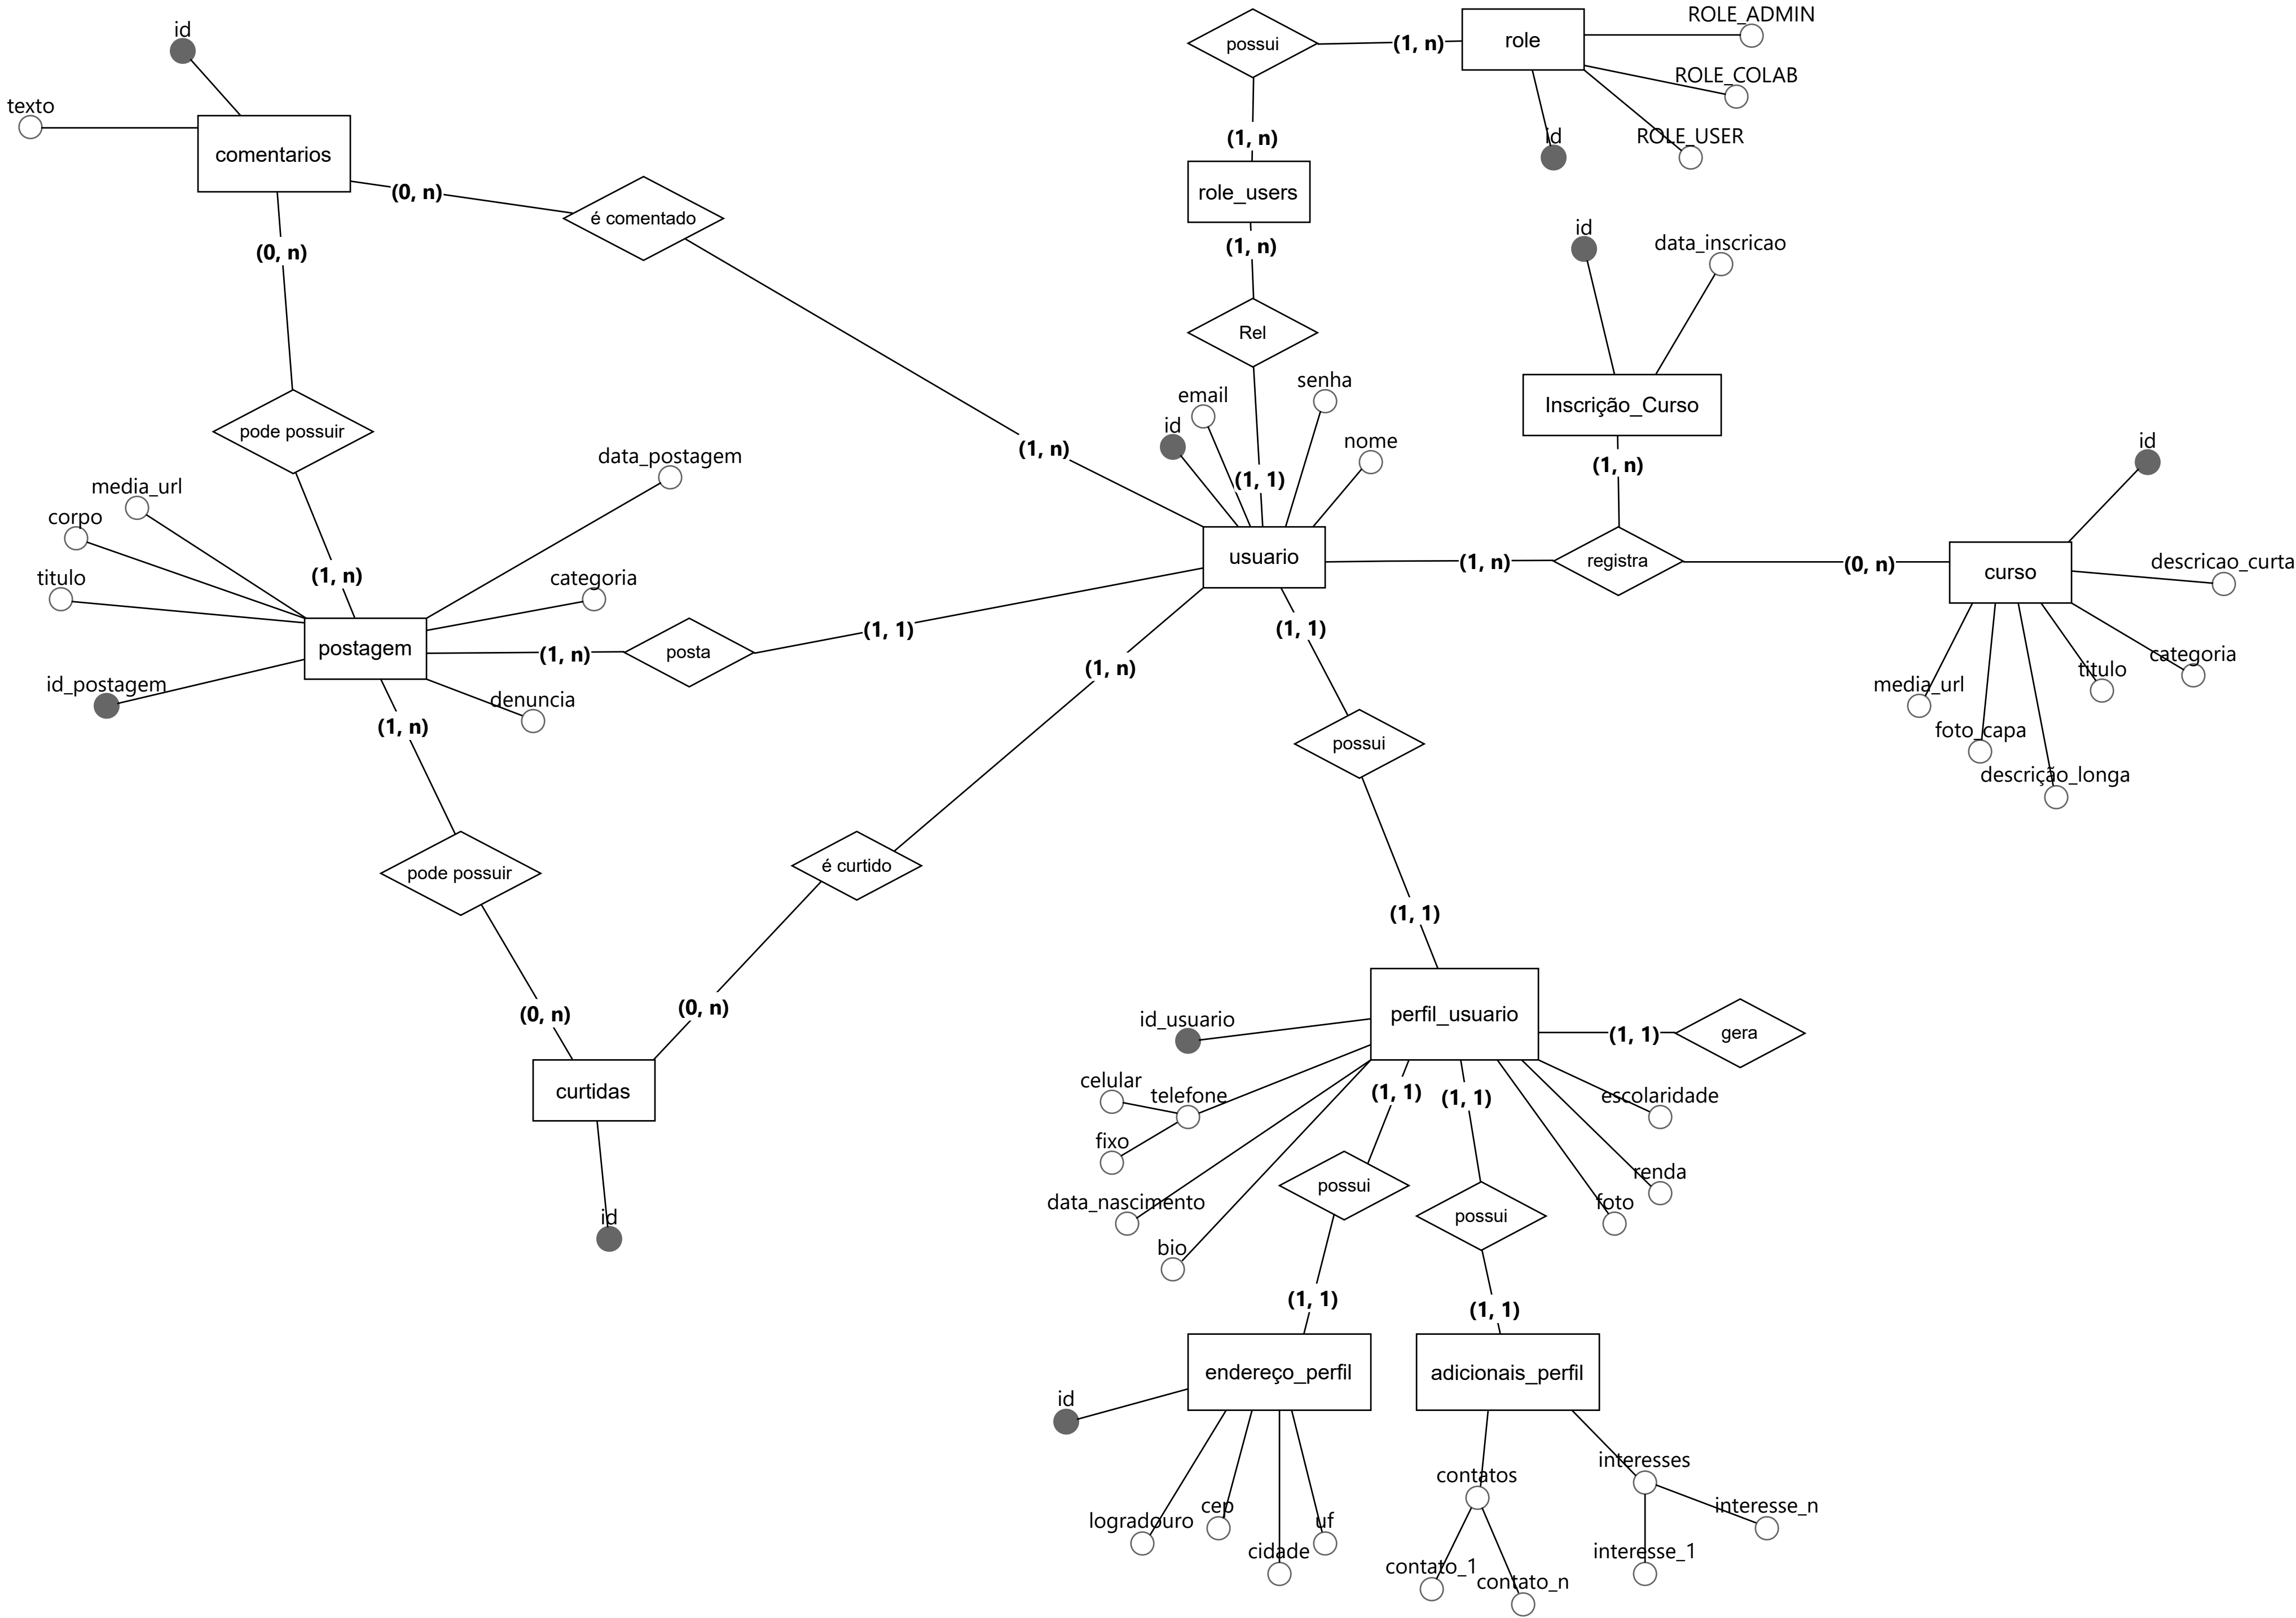 id
texto
comentarios
(0, n)
é comentado
(0, n)
pode possuir
(1, n)
(1, n)
possui
(1, n)
role
ROLE_ADMIN
ROLE_COLAB
ROLE_USER
id
(1, n)
role_users
(1, n)
Rel
(1, 1)
id
data_inscricao
Inscrição_Curso
(1, n)
email
senha
id
nome
usuario
(1, n)
registra
(0, n)
curso
id
descricao_curta
categoria
titulo
media_url
foto_capa
descrição_longa
data_postagem
media_url
corpo
titulo
categoria
postagem
(1, n)
posta
(1, 1)
id_postagem
denuncia
(1, n)
pode possuir
(0, n)
(1, n)
é curtido
(0, n)
curtidas
id
(1, 1)
possui
(1, 1)
perfil_usuario
(1, 1)
gera
id_usuario
celular
telefone
fixo
data_nascimento
bio
(1, 1)
(1, 1)
escolaridade
renda
foto
possui
possui
(1, 1)
(1, 1)
endereço_perfil
adicionais_perfil
id
logradouro
cep
cidade
uf
contatos
contato_1
contato_n
interesses
interesse_n
interesse_1